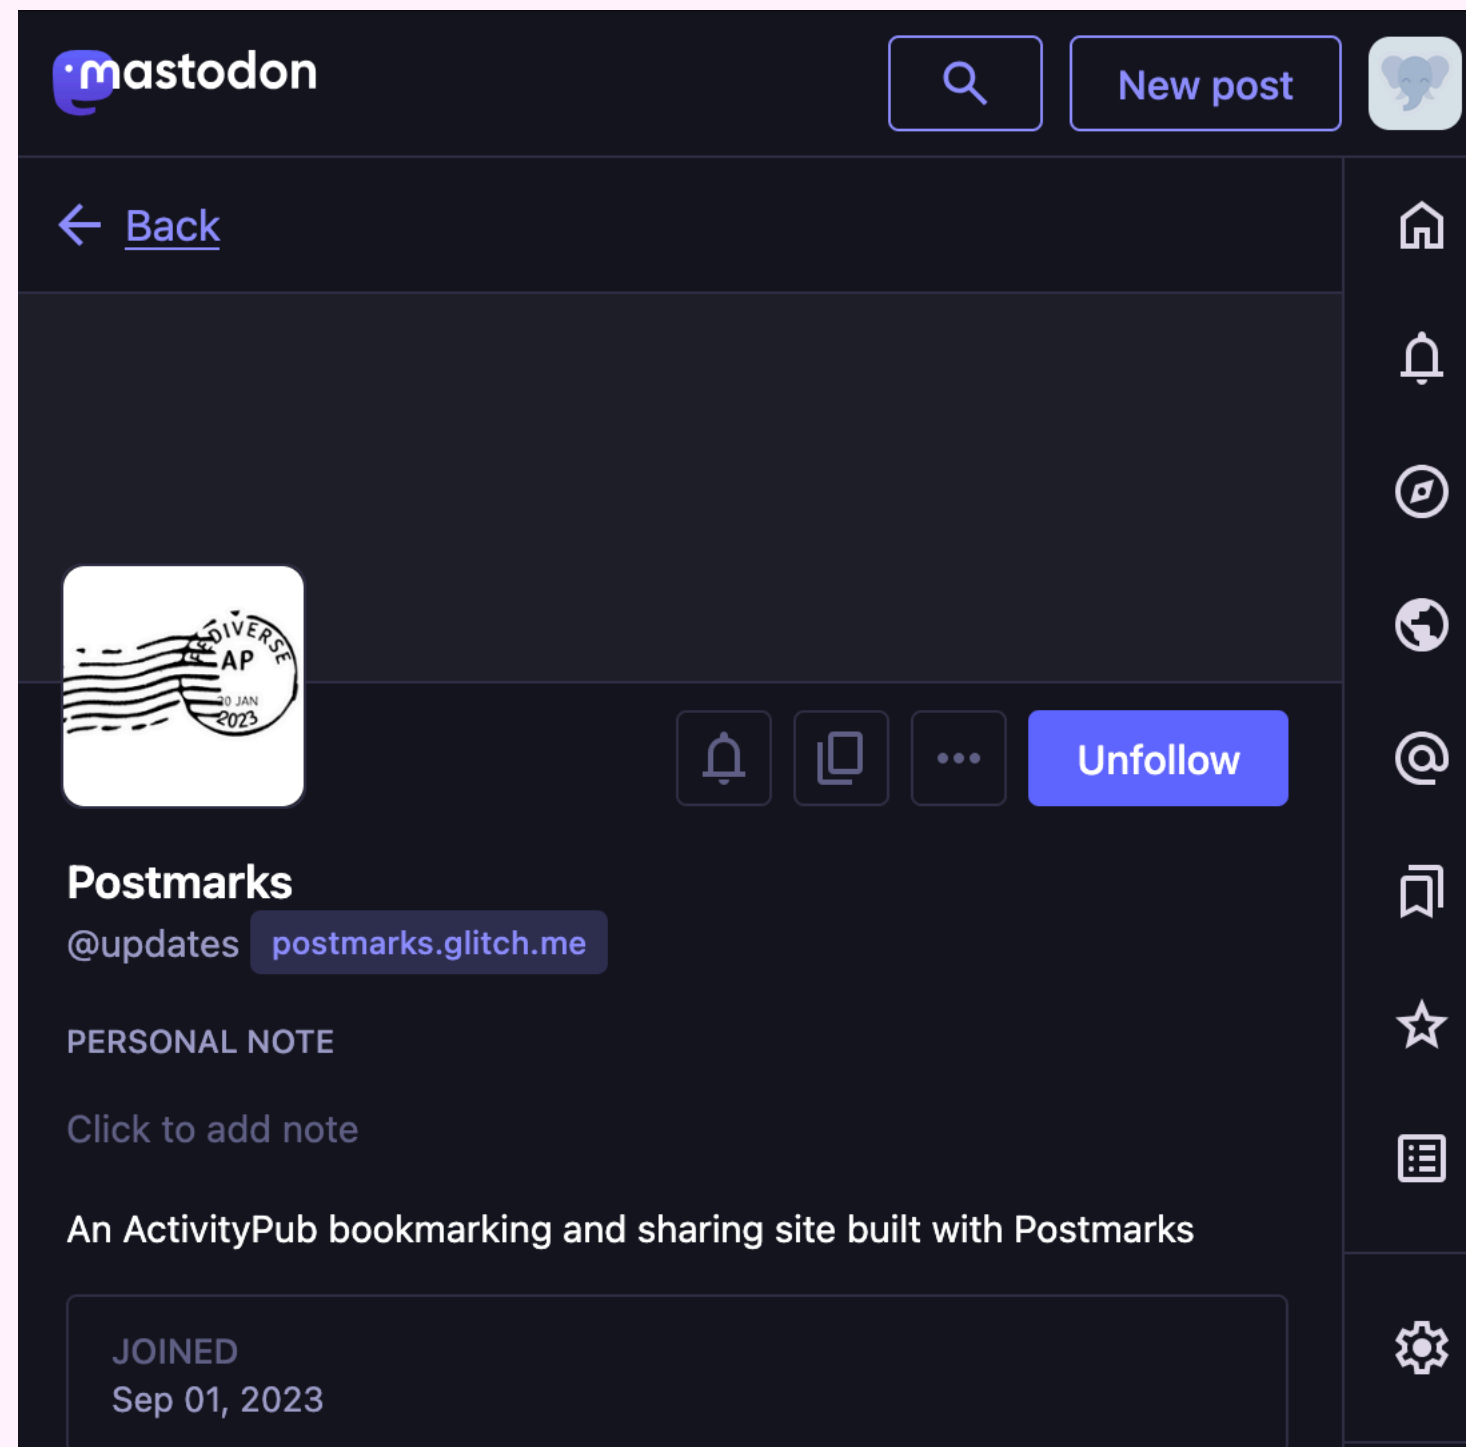 mastodon
New post
Back
FEDIVERSE
AP
20 JAN
2023
Unfollow
Postmarks
@updates postmarks.glitch.me
PERSONAL NOTE
Click to add note
An ActivityPub bookmarking and sharing site built with Postmarks
JOINED
Sep 01, 2023